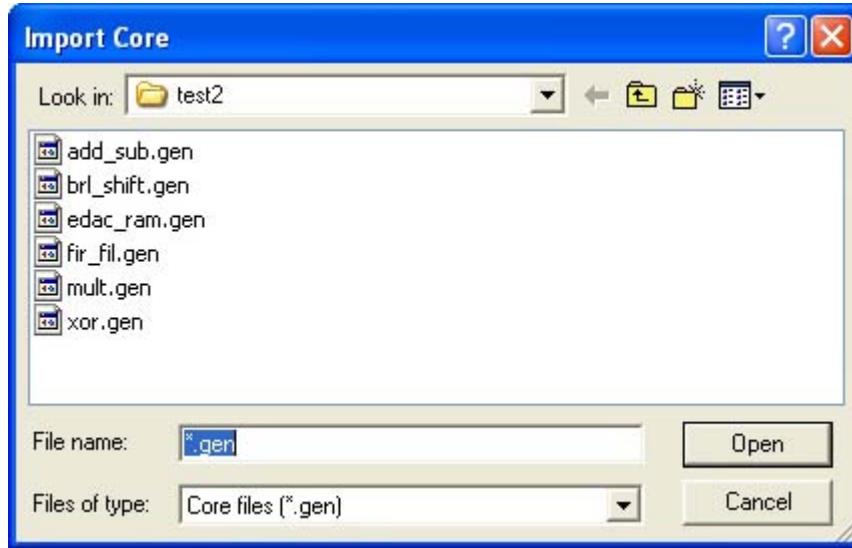 Import Core
Look in: test2
add_sub.gen
brl_shift.gen
edac_ram.gen
fir_fil.gen
mult.gen
xor.gen
File name: *.gen Open
Files of type: Core files (*.gen) Cancel